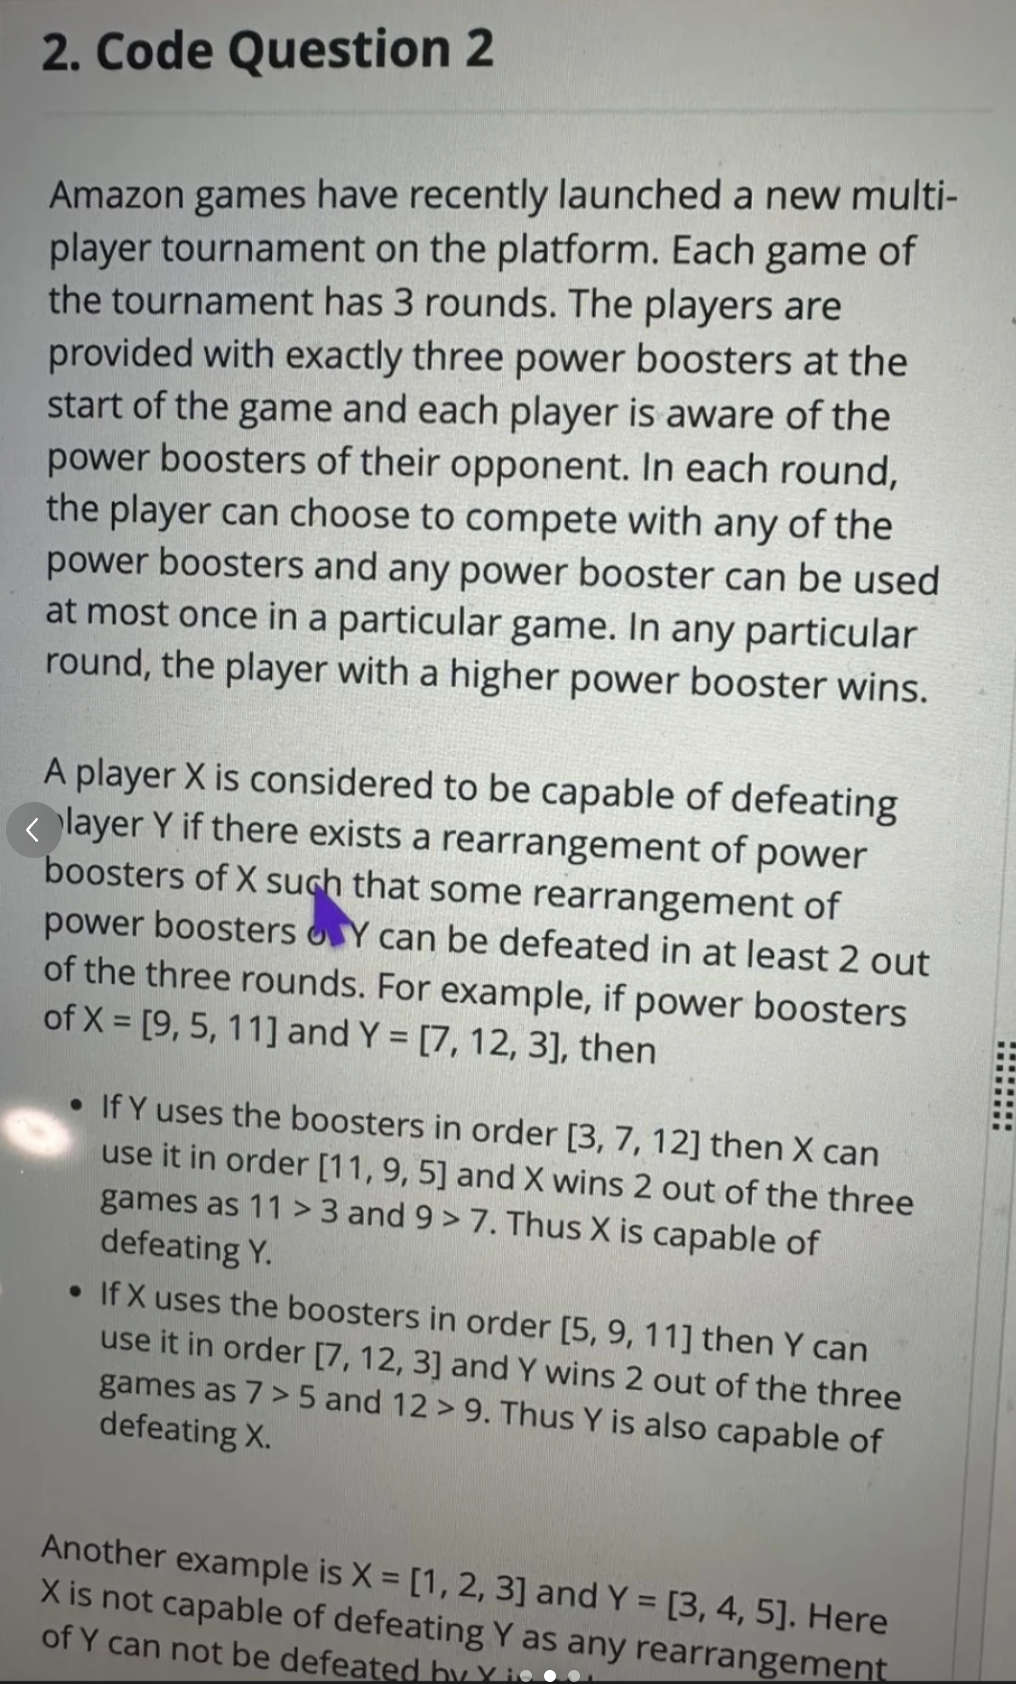 2. Code Question 2
Amazon games have recently launched a new multi-
player tournament on the platform. Each game of
the tournament has 3 rounds. The players are
provided with exactly three power boosters at the
start of the game and each player is aware of the
power boosters of their opponent. In each round,
the player can choose to compete with any of the
power boosters and any power booster can be used
at most once in a particular game. In any particular
round, the player with a higher power booster wins.
A player X is considered to be capable of defeating
layer Y if there exists a rearrangement of power
boosters of X such that some rearrangement of
power boosters Y can be defeated in at least 2 out
of the three rounds. For example, if power boosters
of X = [9, 5, 11] and Y = [7, 12, 3], then
• If Y uses the boosters in order [3, 7, 12] then X can
use it in order [11, 9, 5] and X wins 2 out of the three
games as 11 > 3 and 9 > 7. Thus X is capable of
defeating Y.
• If X uses the boosters in order [5, 9, 11] then Y can
use it in order [7, 12, 3] and Y wins 2 out of the three
games as 7 > 5 and 12 > 9. Thus Y is also capable of
defeating X.
Another example is X = [1, 2, 3] and Y = [3, 4, 5]. Here
X is not capable of defeating Y as any rearrangement
of Y can not be defeated by X